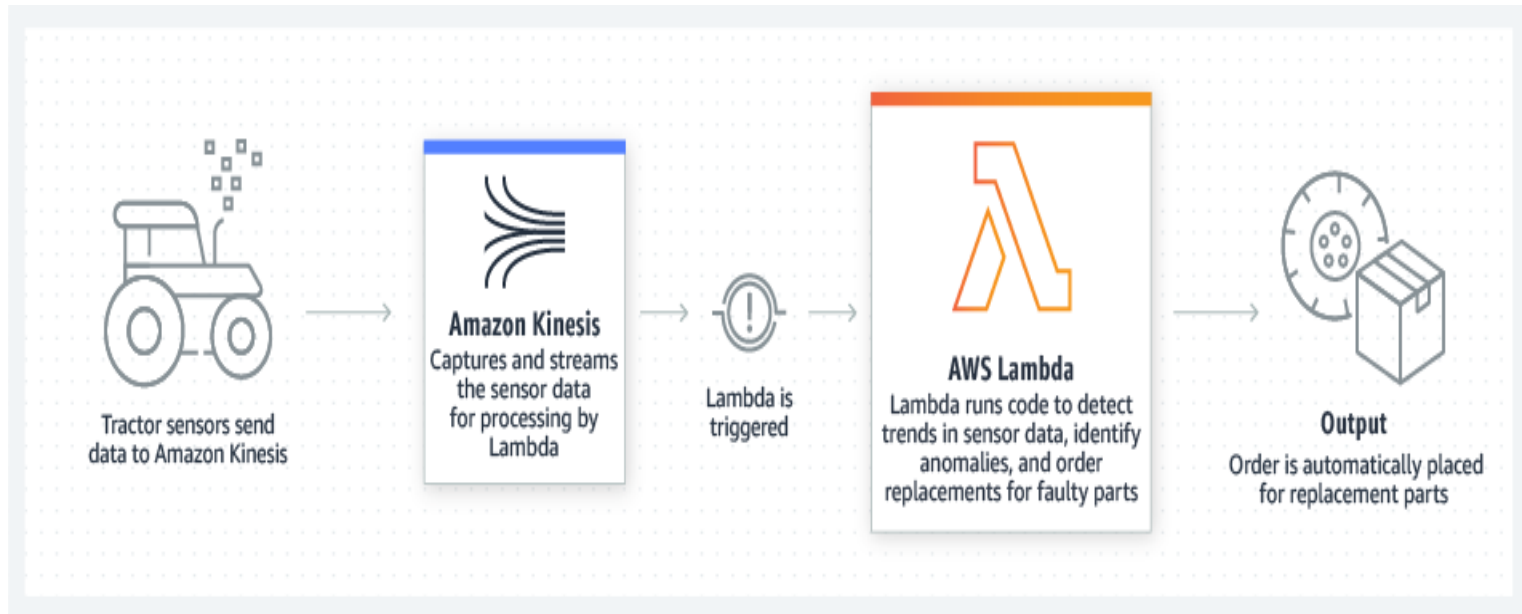 Tractor sensors send
data to Amazon Kinesis
Amazon Kinesis
Captures and streams
the sensor data
for processing by
Lambda
Lambda is
triggered
AWS Lambda
Lambda runs code to detect
trends in sensor data, identify
anomalies, and order
replacements for faulty parts
Output
Order is automatically placed
for replacement parts